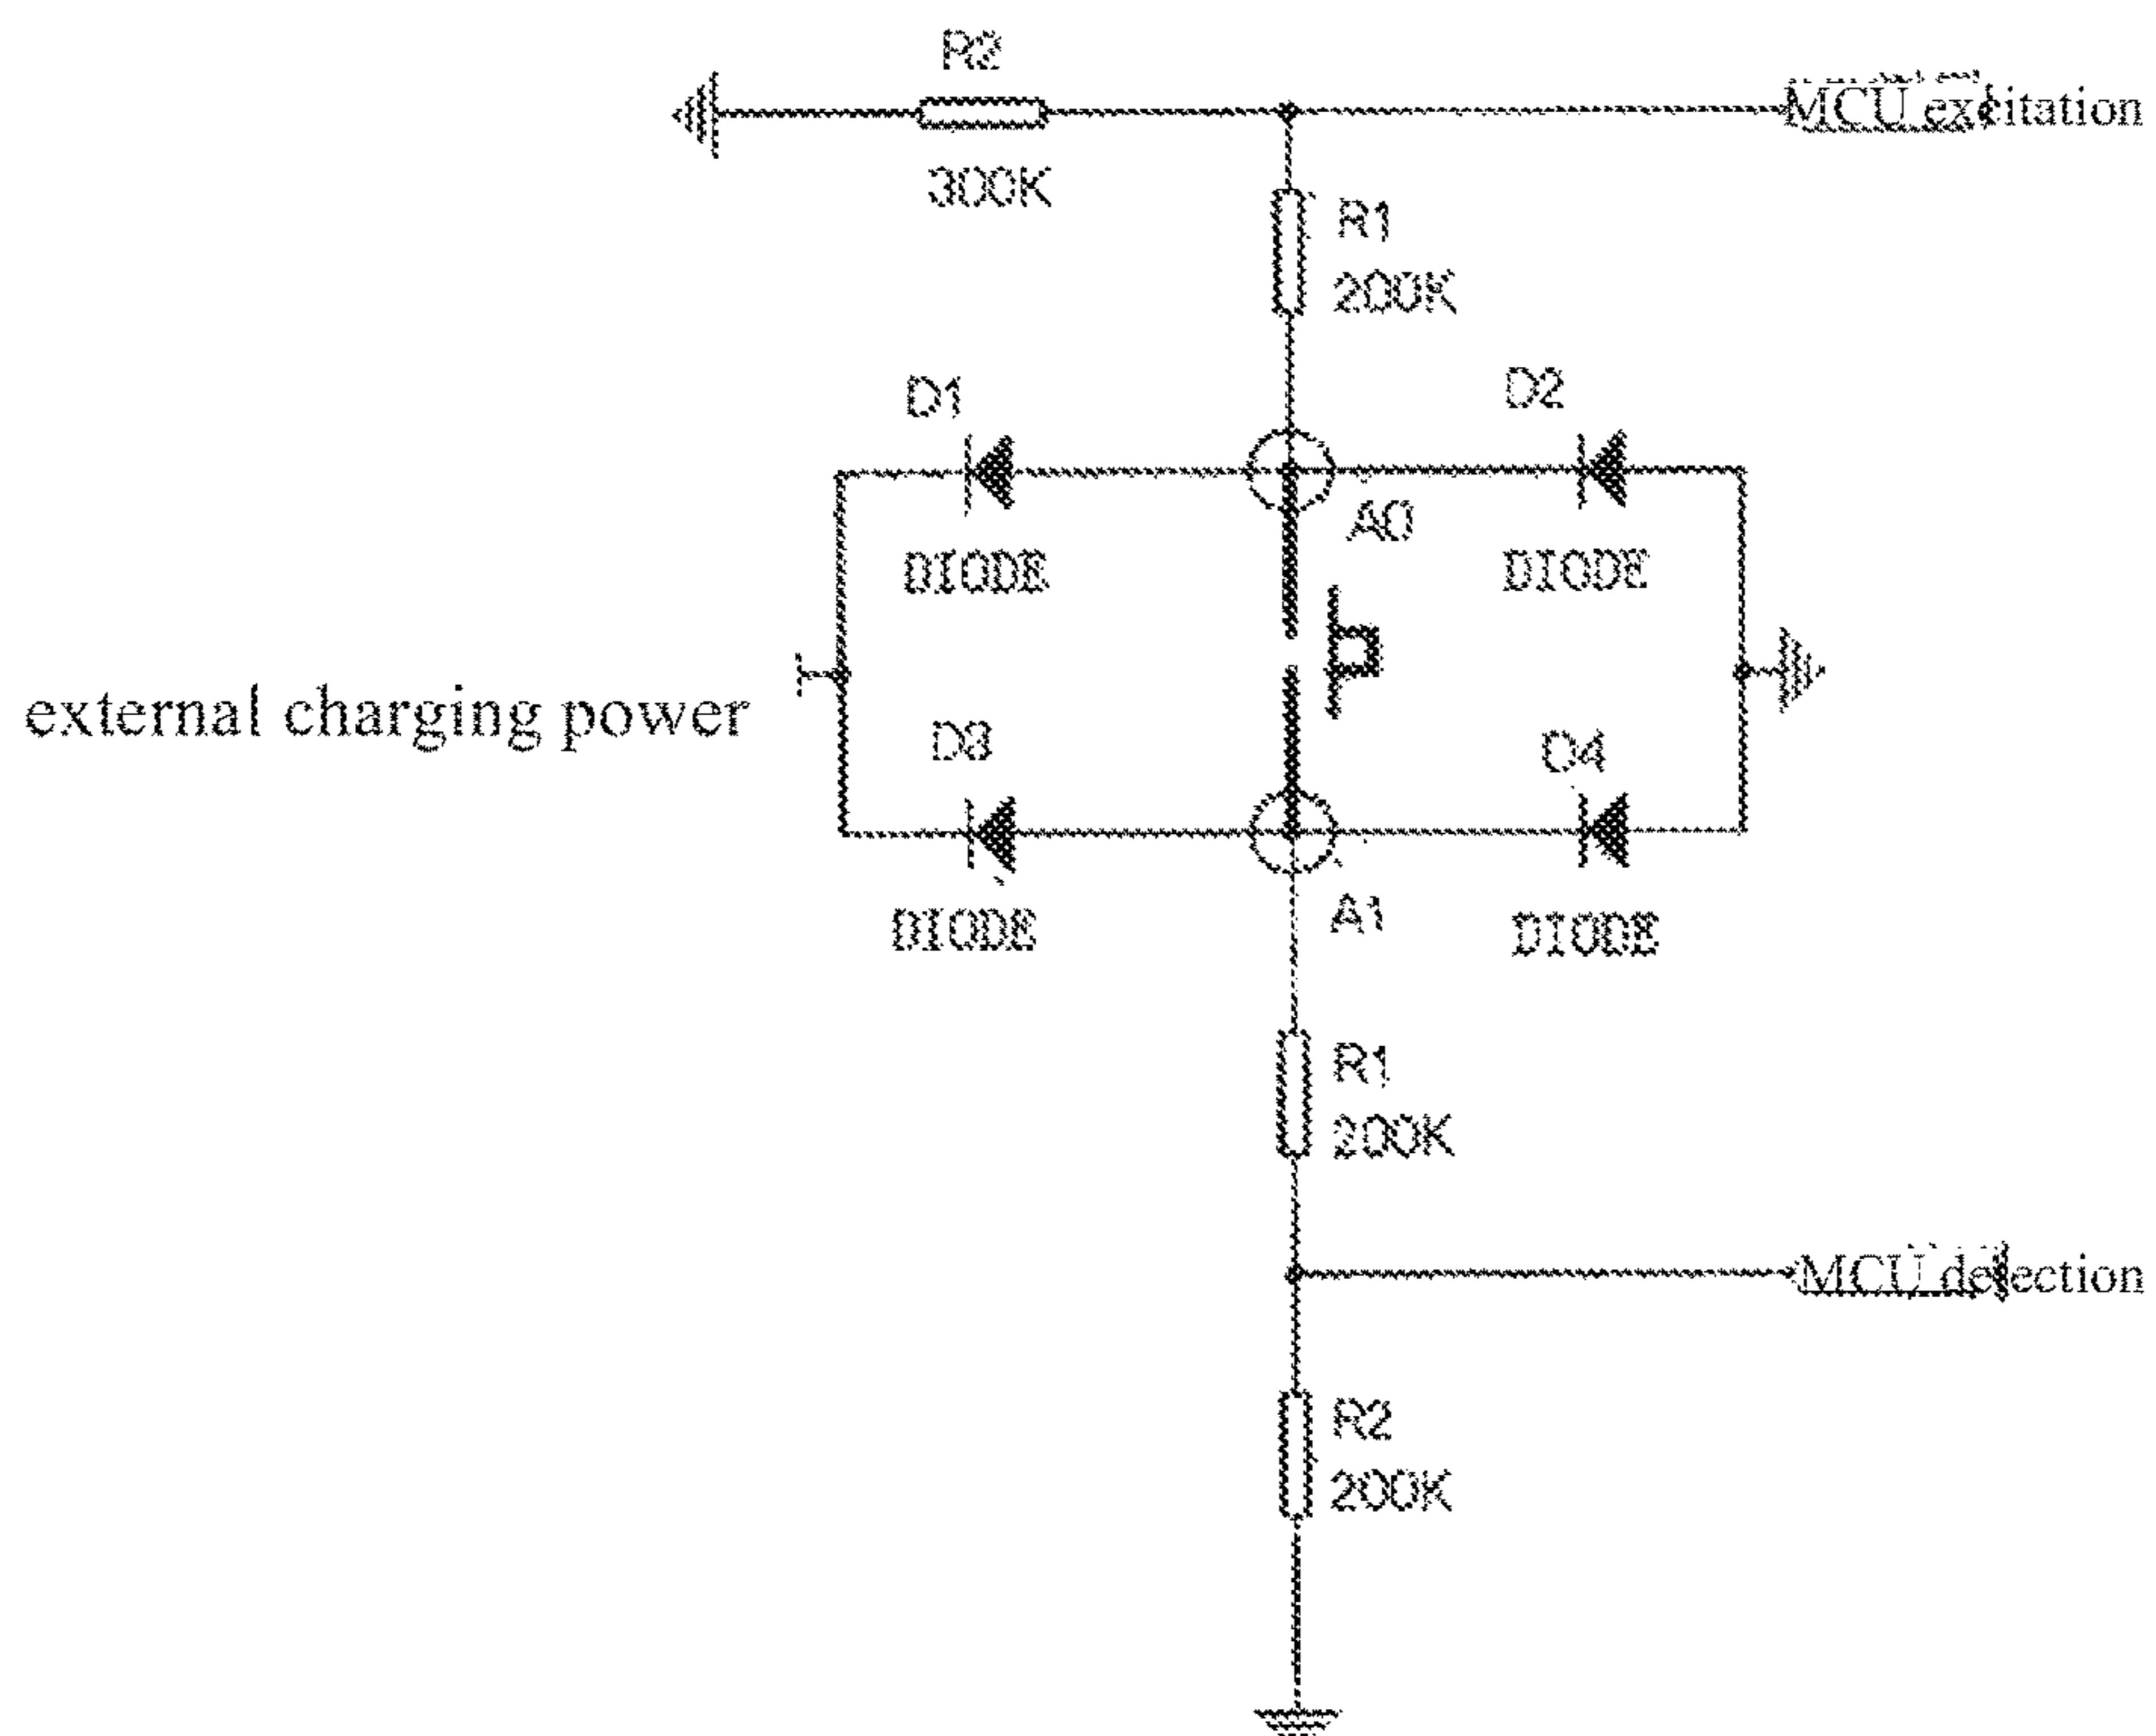 R2
MCU excitation
300K
R1
200K
D1
D2
A0
DIODE
DIODE
external charging power
D3
D4
A1
DIODE
DIODE
R1
200K
MCU detection
R2
200K